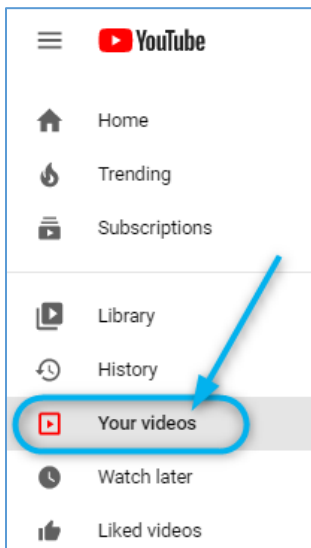 YouTube
Home
Trending
Subscriptions
Library
History
Your videos
Watch later
Liked videos